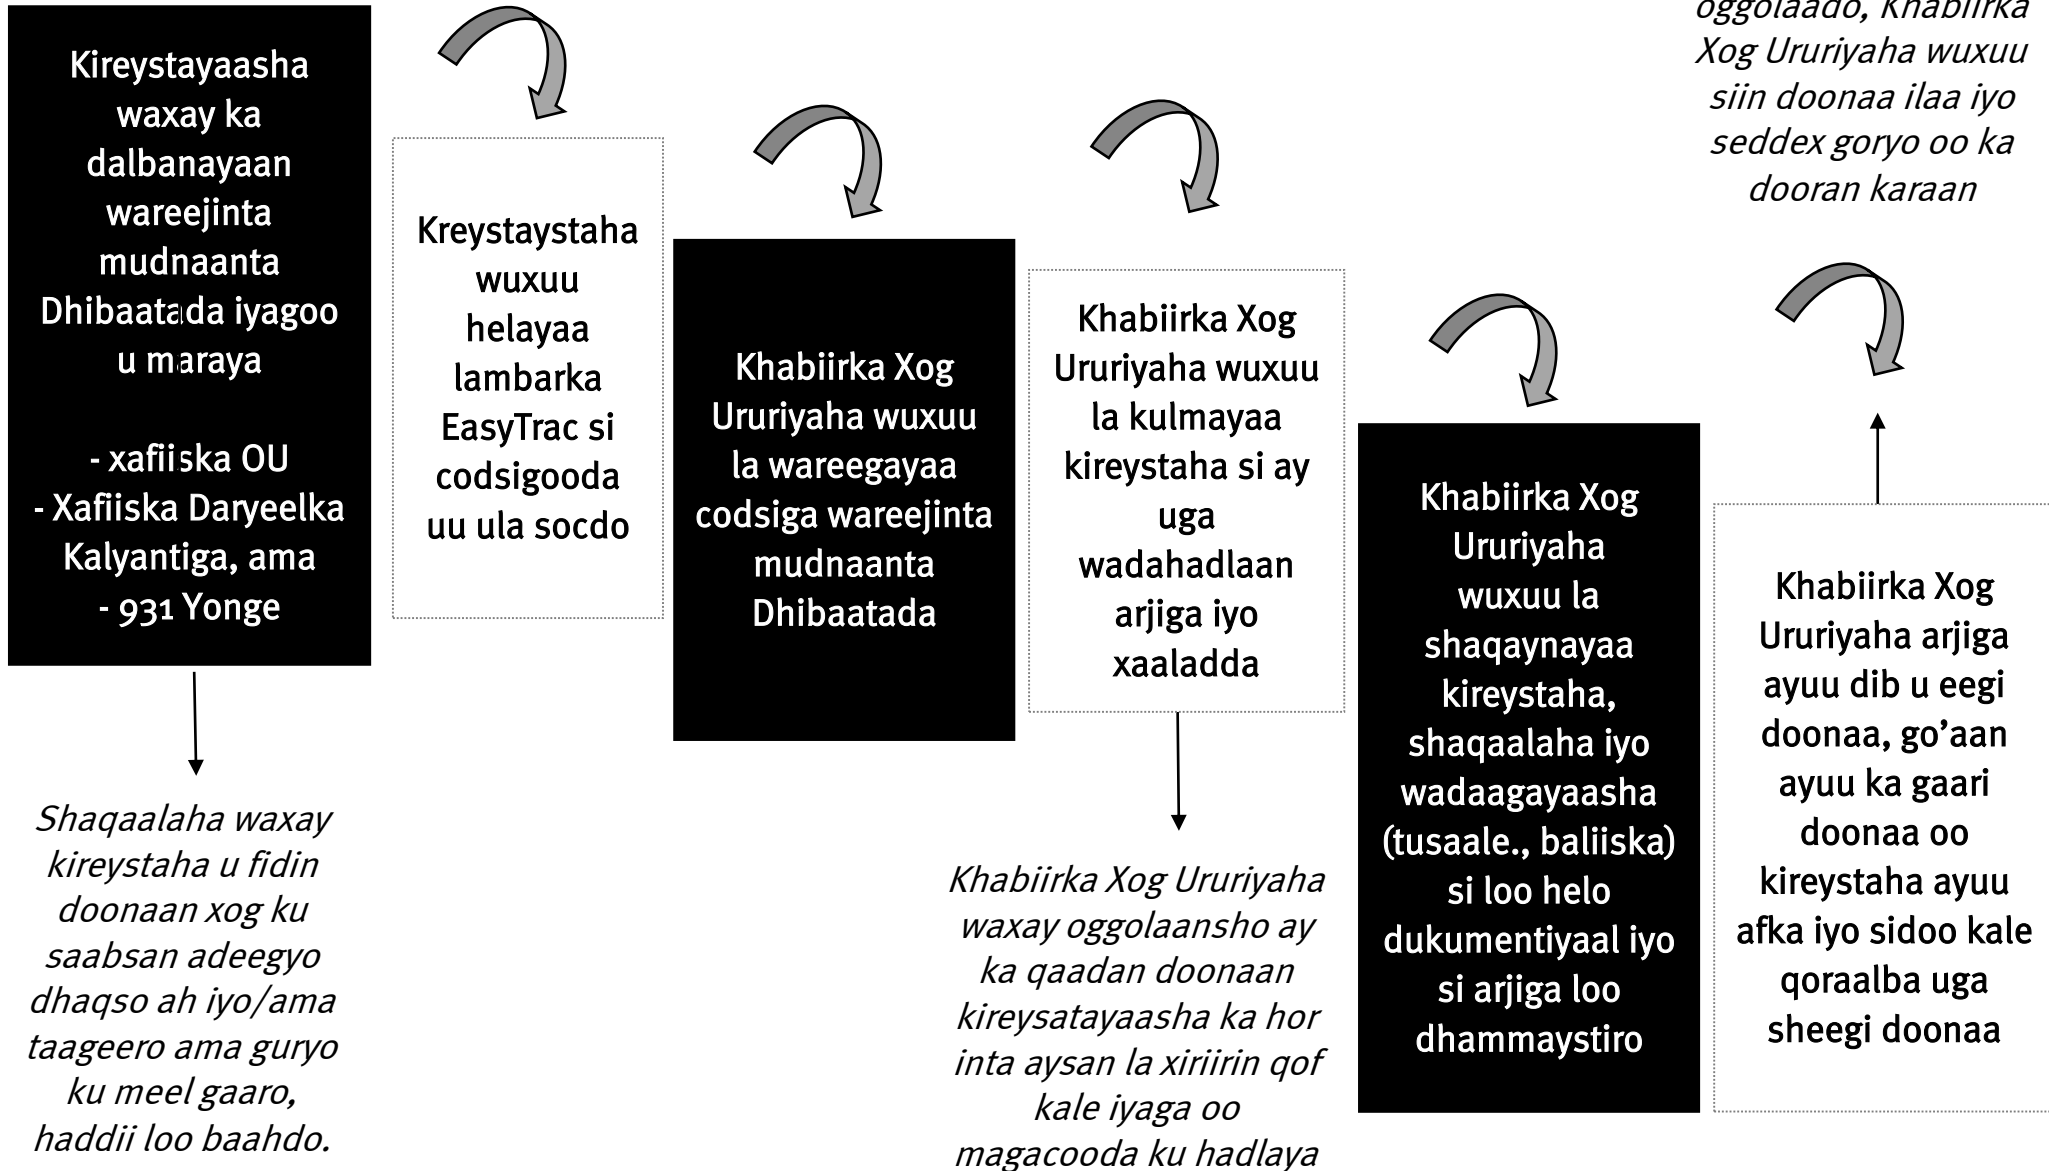 Kireystayaasha
waxay ka
dalbanayaan
wareejinta
mudnaanta
Dhibaatada iyagoo
u maraya
- xafiiska OU
- Xafiiska Daryeelka
Kalyantiga, ama
- 931 Yonge
Shaqaalaha waxay
kireystaha u fidin
doonaan xog ku
saabsan adeegyo
dhaqso ah iyo/ama
taageero ama guryo
ku meel gaaro,
haddii loo baahdo.
Kreystaystaha
wuxuu
helayaa
lambarka
EasyTrac si
codsigooda
uu ula socdo
Khabiirka Xog
Ururiyaha wuxuu
la wareegayaa
codsiga wareejinta
mudnaanta
Dhibaatada
Khabiirka Xog
Ururiyaha wuxuu
la kulmayaa
kireystaha si ay
uga
wadahadlaan
arjiga iyo
xaaladda
Khabiirka Xog Ururiyaha
waxay oggolaansho ay
ka qaadan doonaan
kireysatayaasha ka hor
inta aysan la xiriirin qof
kale iyaga oo
magacooda ku hadlaya
Khabiirka Xog
Ururiyaha
wuxuu la
shaqaynayaa
kireystaha,
shaqaalaha iyo
wadaagayaasha
(tusaale., baliiska)
si loo helo
dukumentiyaal iyo
si arjiga loo
dhammaystiro
Khabiirka Xog
Ururiyaha arjiga
ayuu dib u eegi
doonaa, go’aan
ayuu ka gaari
doonaa oo
kireystaha ayuu
afka iyo sidoo kale
qoraalba uga
sheegi doonaa
oggolaado, Khabiirka
Xog Ururiyaha wuxuu
siin doonaa ilaa iyo
seddex goryo oo ka
dooran karaan